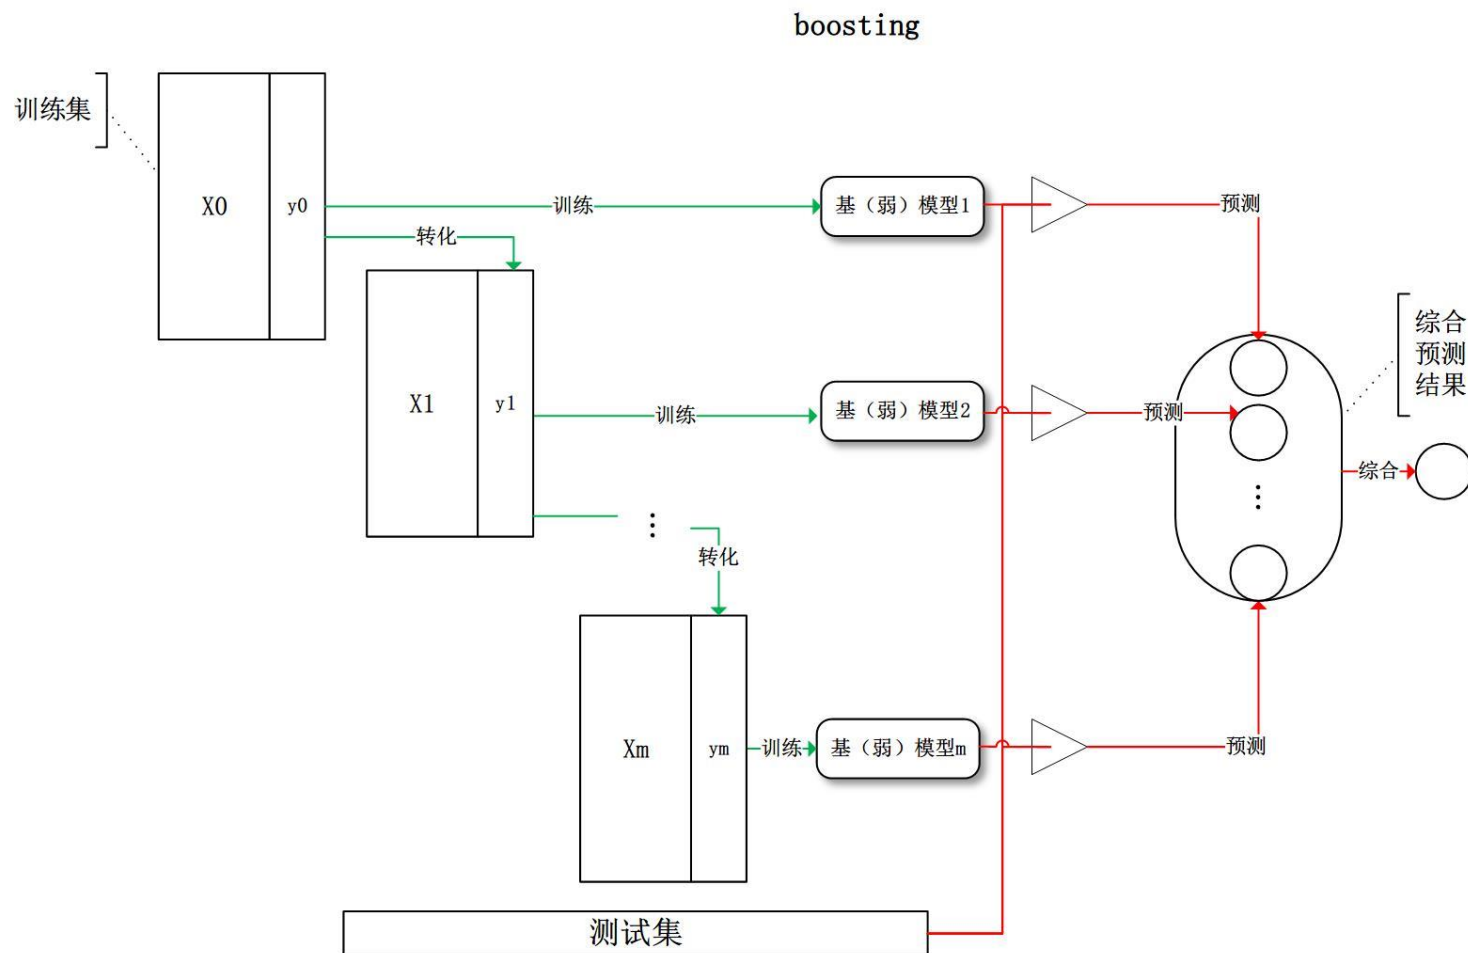 boosting
训练集
X0
y0
训练
基（弱）模型1
预测
转化
X1
y1
训练
基（弱）模型2
预测
综合
预测
结果
综合
⋮
⋮
转化
Xm
ym
训练
基（弱）模型m
预测
测试集